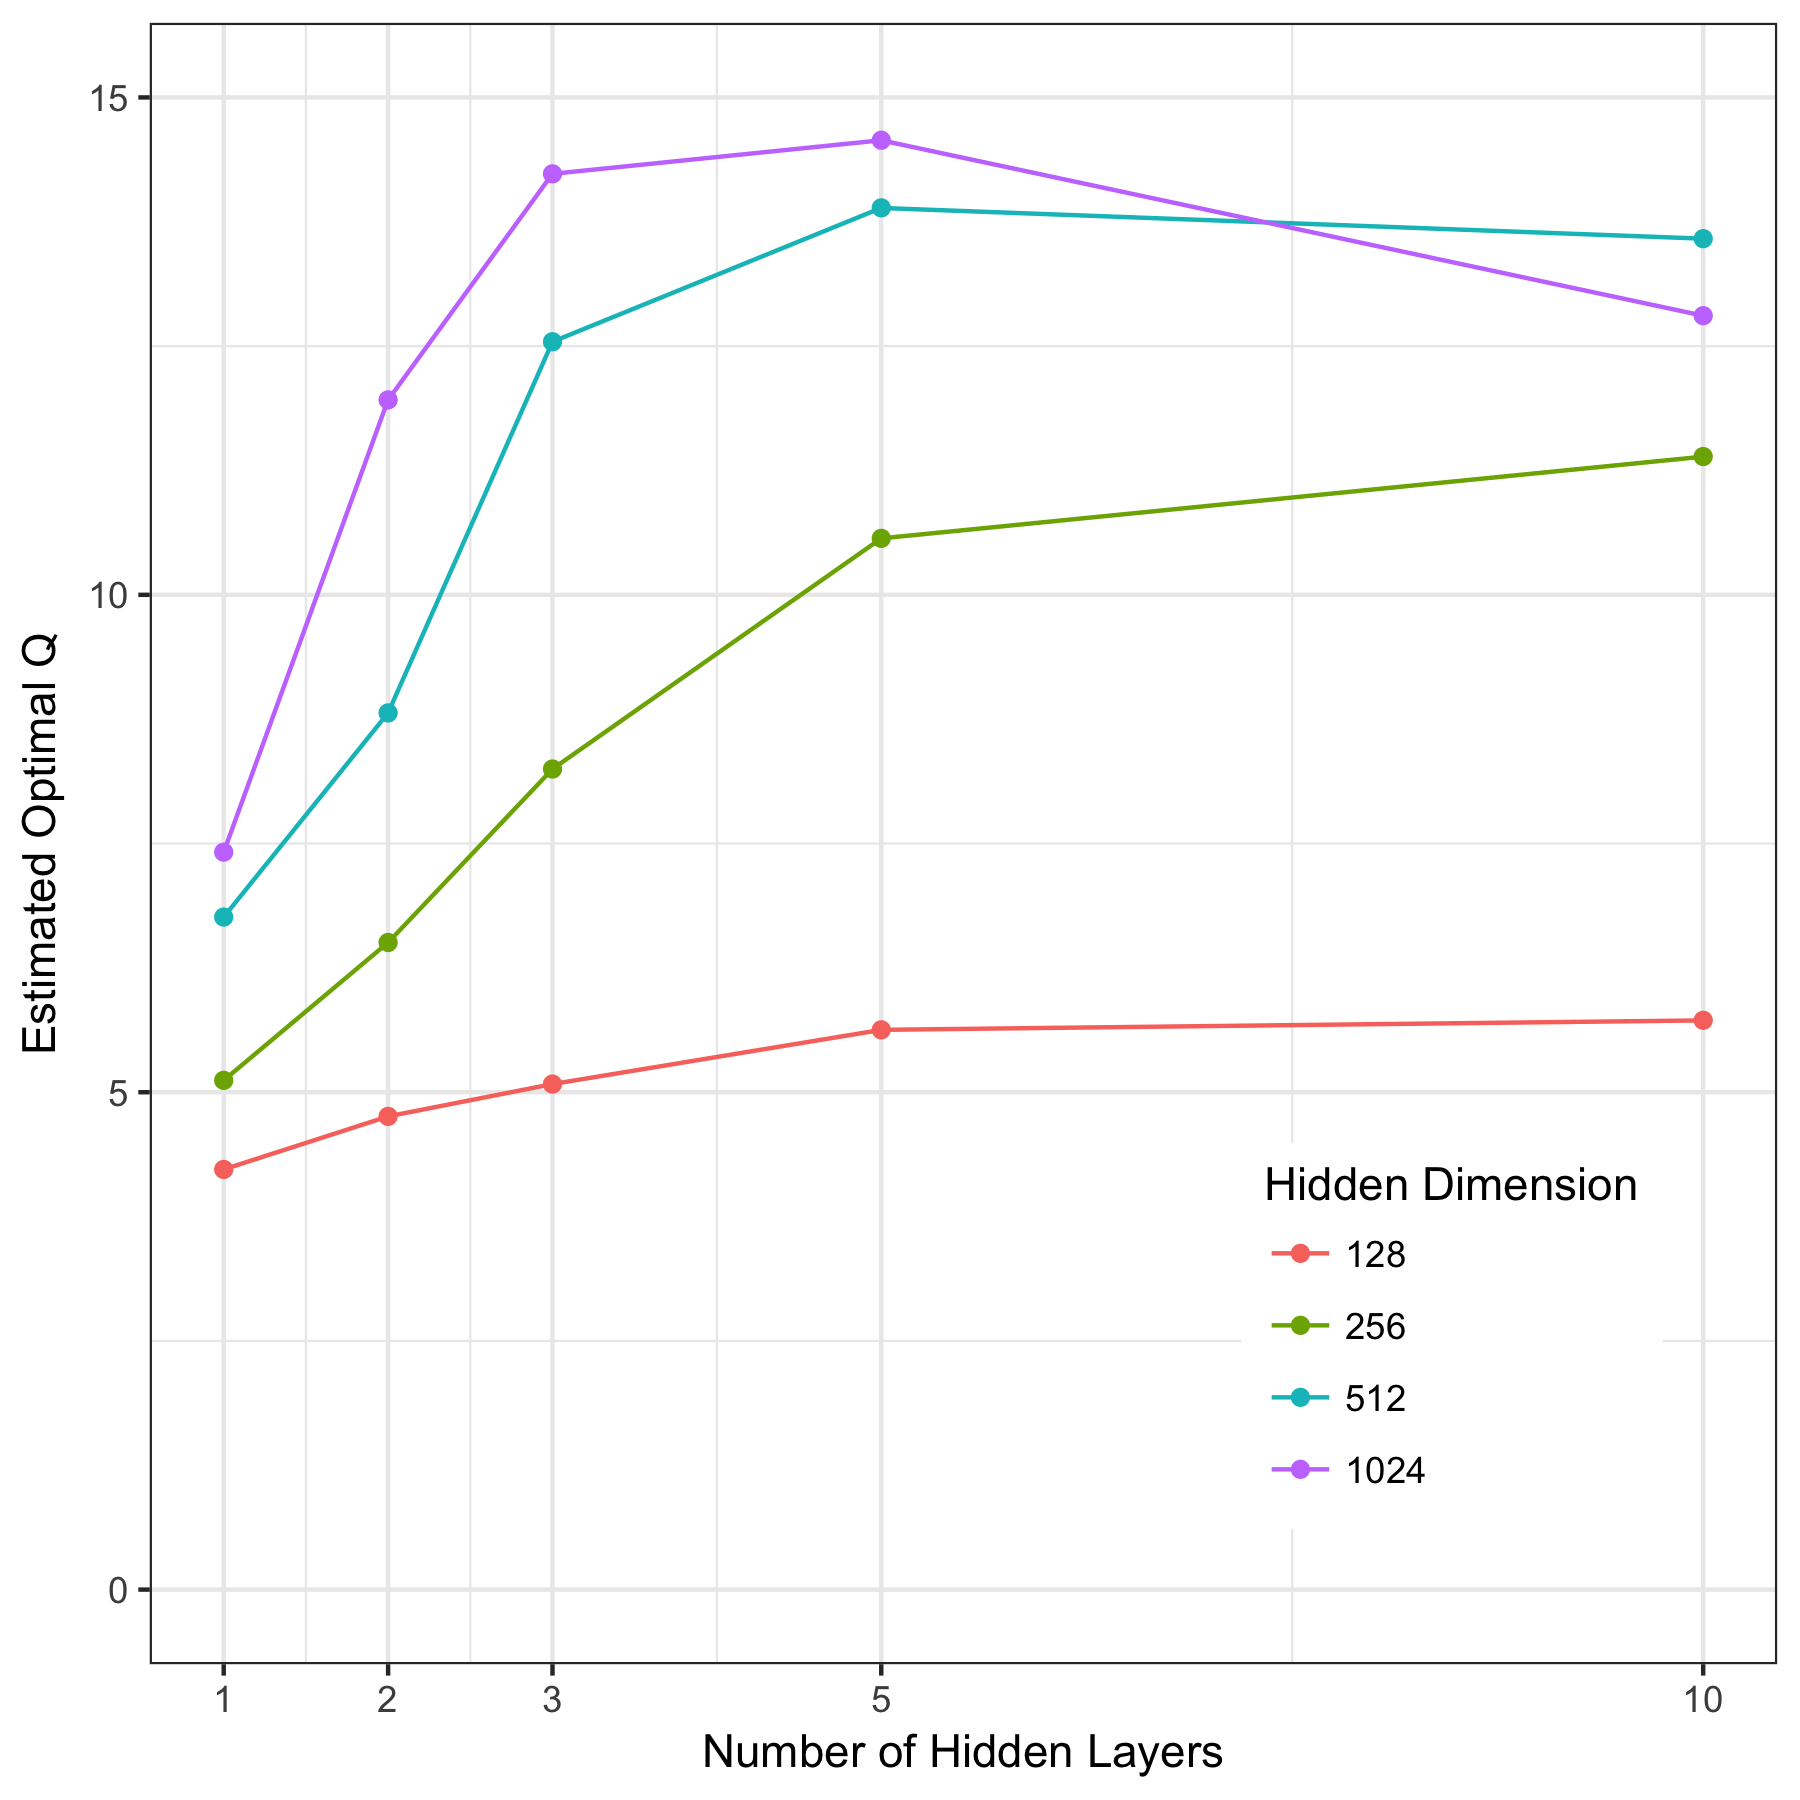 15
10
5
0
Estimated Optimal Q
Hidden Dimension
128
256
512
1024
1 2 3 5 10
Number of Hidden Layers